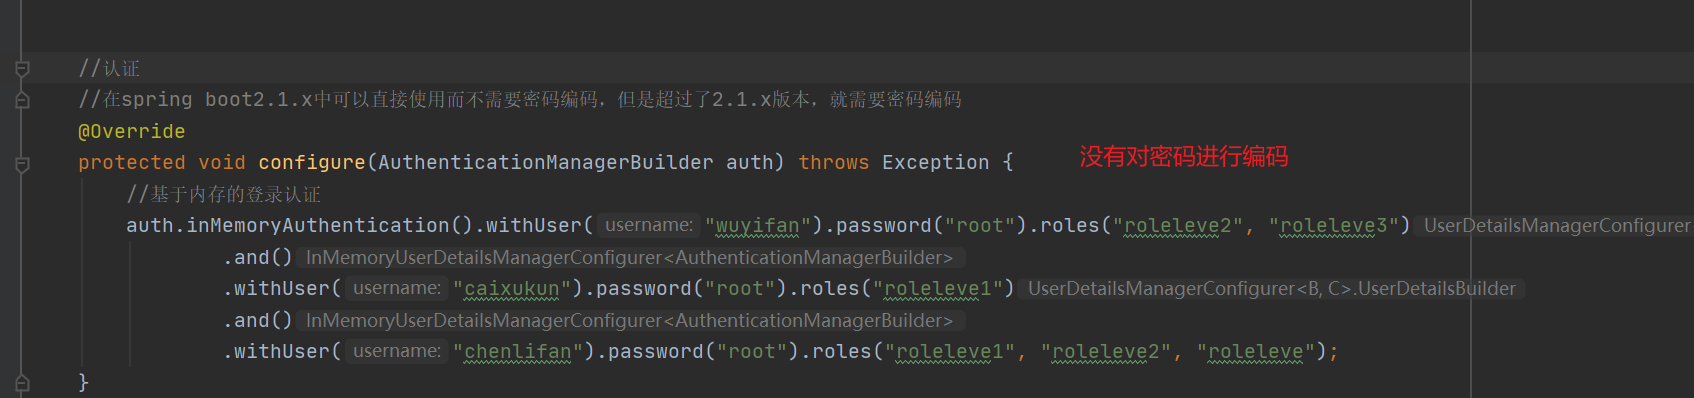 //认证
//在spring boot2.1.x中可以直接使用而不需要密码编码，但是超过了2.1.x版本，就需要密码编码
@Override
protected void configure(AuthenticationManagerBuilder auth) throws Exception { 没有对密码进行编码
//基于内存的登录认证
auth.inMemoryAuthentication().withUser( username: "wuyifan").password("root").roles("roleleve2", "roleleve3") UserDetailsManagerConfigurer
.and() InMemoryUserDetailsManagerConfigurer<AuthenticationManagerBuilder>
.withUser( username: "caixukun").password("root").roles("roleleve1") UserDetailsManagerConfigurer<B, C>.UserDetailsBuilder
.and() InMemoryUserDetailsManagerConfigurer<AuthenticationManagerBuilder>
.withUser( username: "chenlifan").password("root").roles("roleleve1", "roleleve2", "roleleve");
}